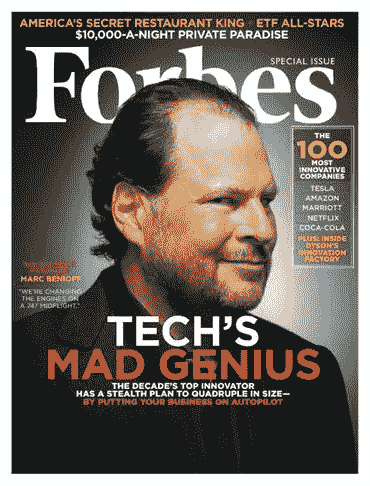 AMERICA'S SECRET RESTAURANT KING ETF ALL-STARS
$10,000-A-NIGHT PRIVATE PARADISE
SPECIAL ISSUE
Forbes
THE
100
MOST
INNOVATIVE
COMPANIES
TESLA
AMAZON
MARRIOTT
NETFLIX
COCA-COLA
PLUS: INSIDE
DYSON'S
INNOVATION
FACTORY
MARC BENIOFF
"WE'RE CHANGING
THE ENGINES ON
A 747 MIDFLIGHT."
TECH'S
MAD GENIUS
THE DECADE'S TOP INNOVATOR
HAS A STEALTH PLAN TO QUADRUPLE IN SIZE—
BY PUTTING YOUR BUSINESS ON AUTOPILOT